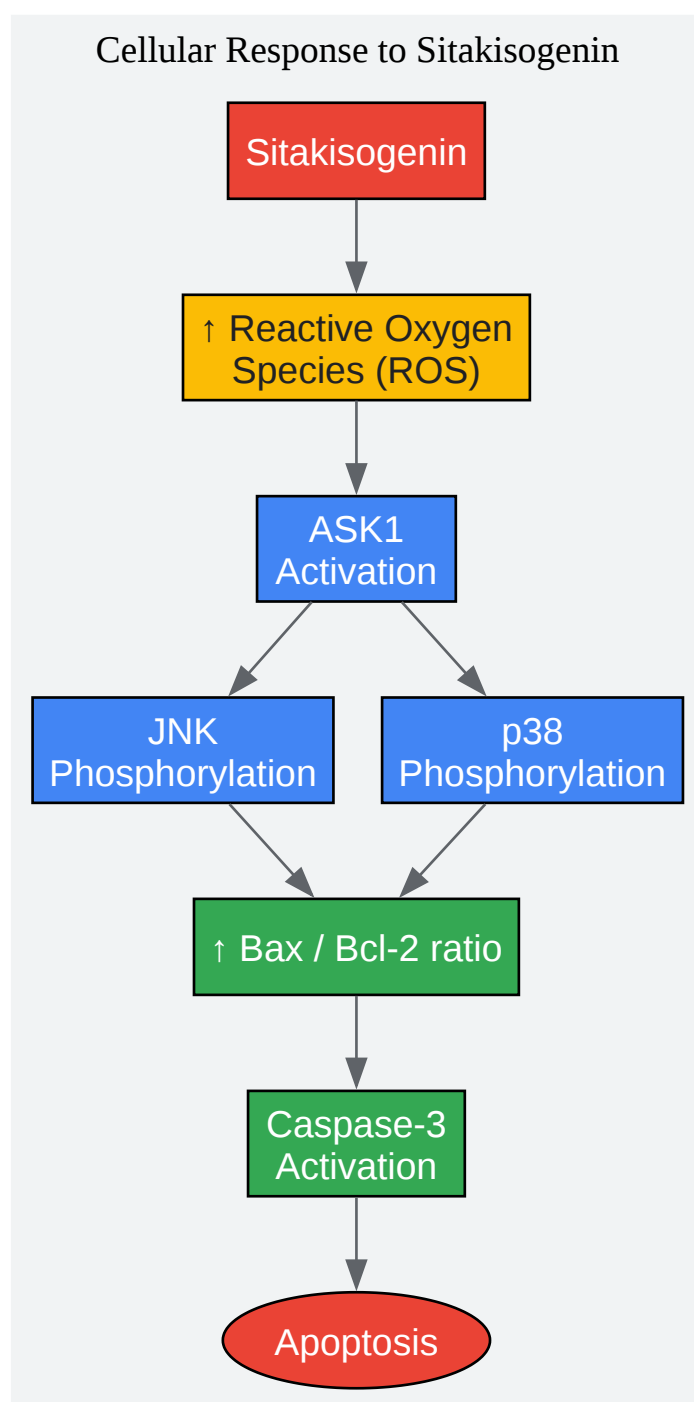 Cellular Response to Sitakisogenin
Sitakisogenin
↑ Reactive Oxygen
Species (ROS)
ASK1
Activation
JNK
Phosphorylation
p38
Phosphorylation
↑ Bax / Bcl-2 ratio
Caspase-3
Activation
Apoptosis